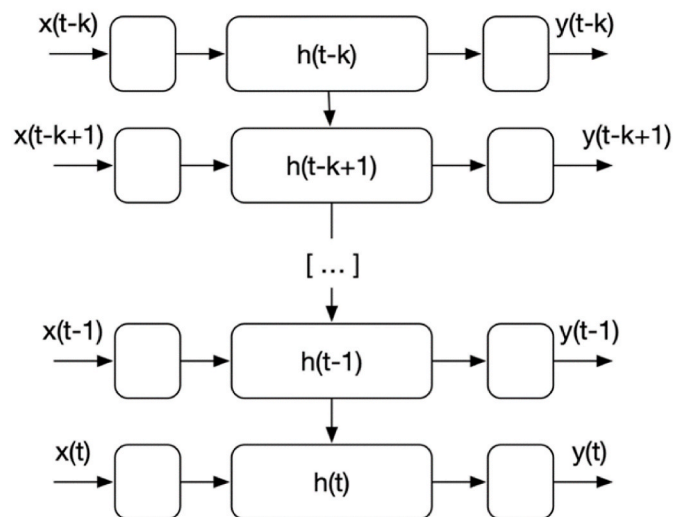 x(t-k) y(t-k)
h(t-k)
x(t-k+1) y(t-k+1)
h(t-k+1)
[ ... ]
x(t-1) y(t-1)
h(t-1)
x(t) y(t)
h(t)